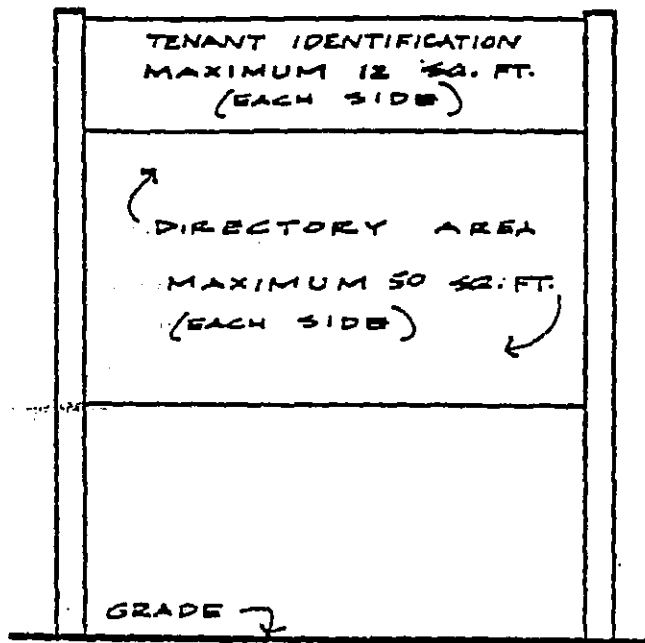 TENANT IDENTIFICATION
MAXIMUM 12 SQ. FT.
(EACH SIDE)
DIRECTORY AREA
MAXIMUM 50 SQ. FT.
(EACH SIDE)
GRADE